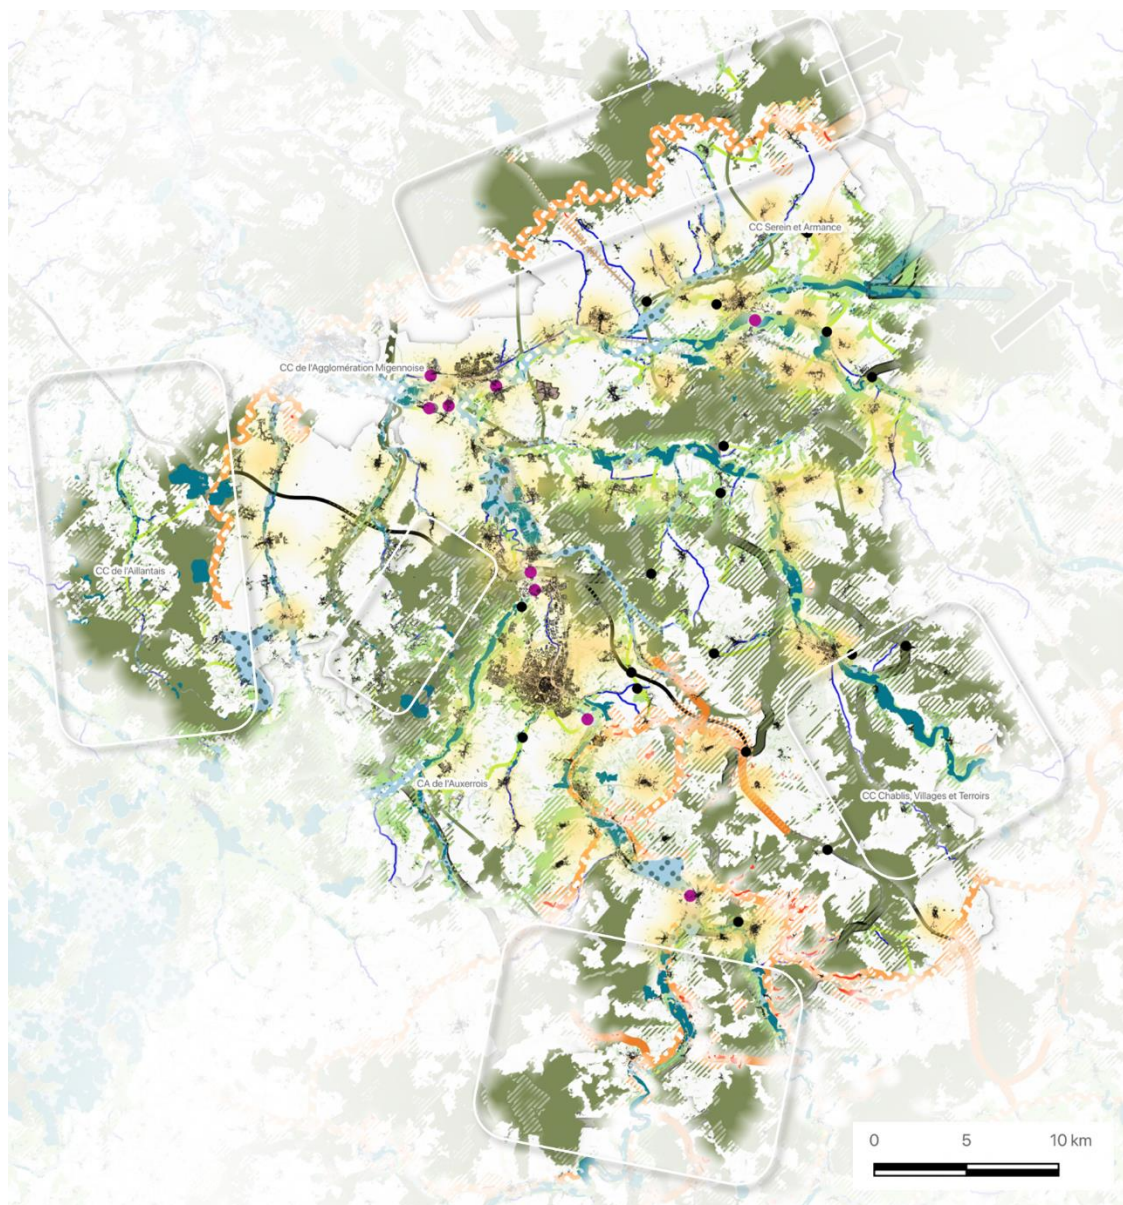 CC Serein et Armance
CC de l'Agglomération Migennoise
CC de l'Aillantais
CA de l'Auxerrois
CC Chablis, Villages et Terroirs
0 5 10 km